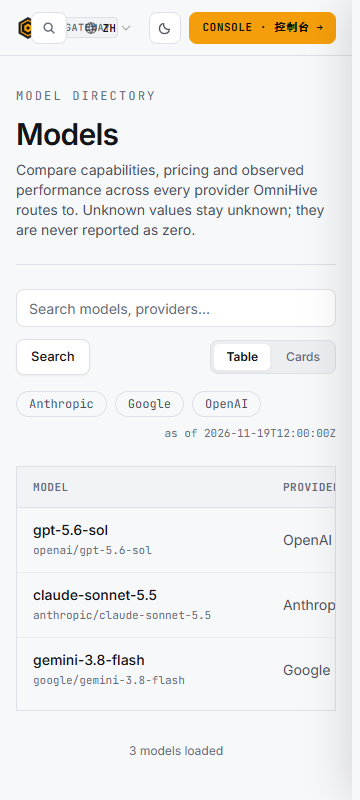 ZH
CONSOLE · 控制台 →
MODEL DIRECTORY
Models
Compare capabilities, pricing and observed
performance across every provider OmniHive
routes to. Unknown values stay unknown; they
are never reported as zero.
Search models, providers...
Search
Table
Cards
Anthropic
Google
OpenAI
as of 2026-11-19T12:00:00Z
MODEL
gpt-5.6-sol
OpenAI
openai/gpt-5.6-sol
claude-sonnet-5.5
anthropic/claude-sonnet-5.5
gemini-3.8-flash
Google
google/gemini-3.8-flash
3 models loaded